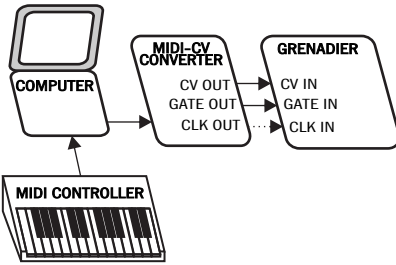 MIDI-CV
CONVERTER
GRENADIER
COMPUTER
CV OUT
CV IN
GATE OUT
GATE IN
CLK OUT
CLK IN
MIDI CONTROLLER